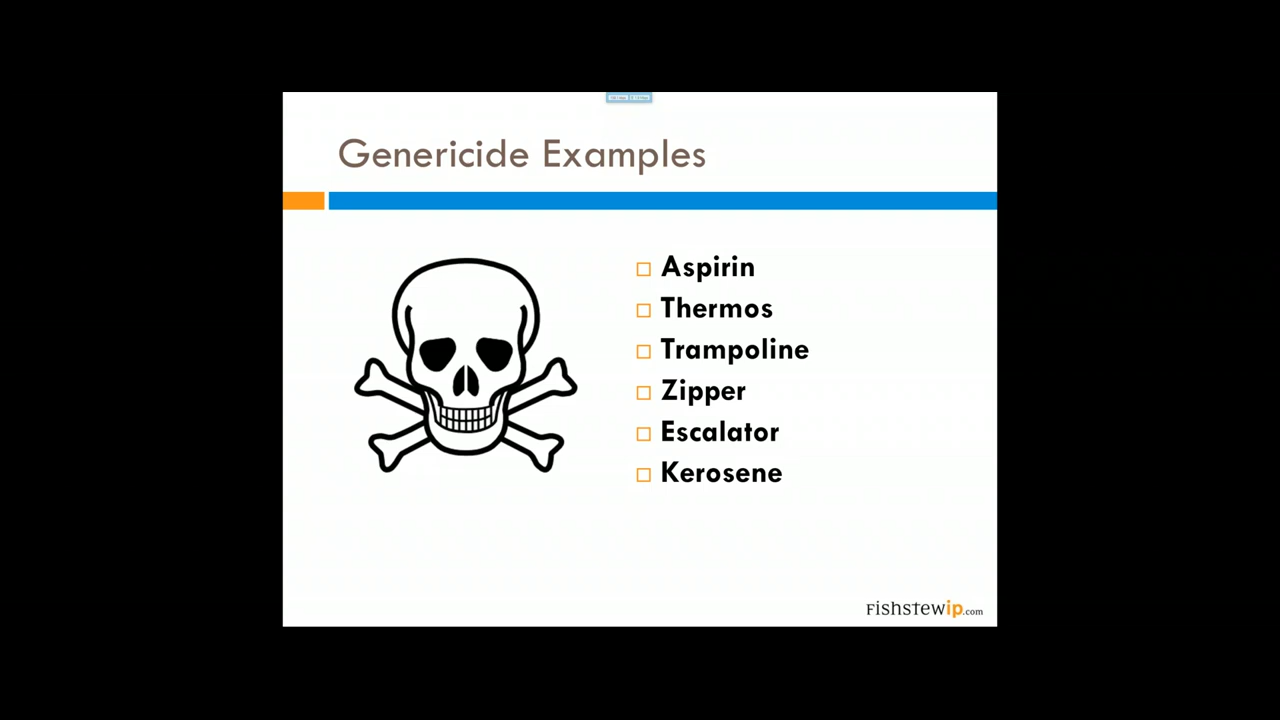 Genericide Examples
Aspirin
Thermos
Trampoline
Zipper
Escalator
Kerosene
Fishstewip.com